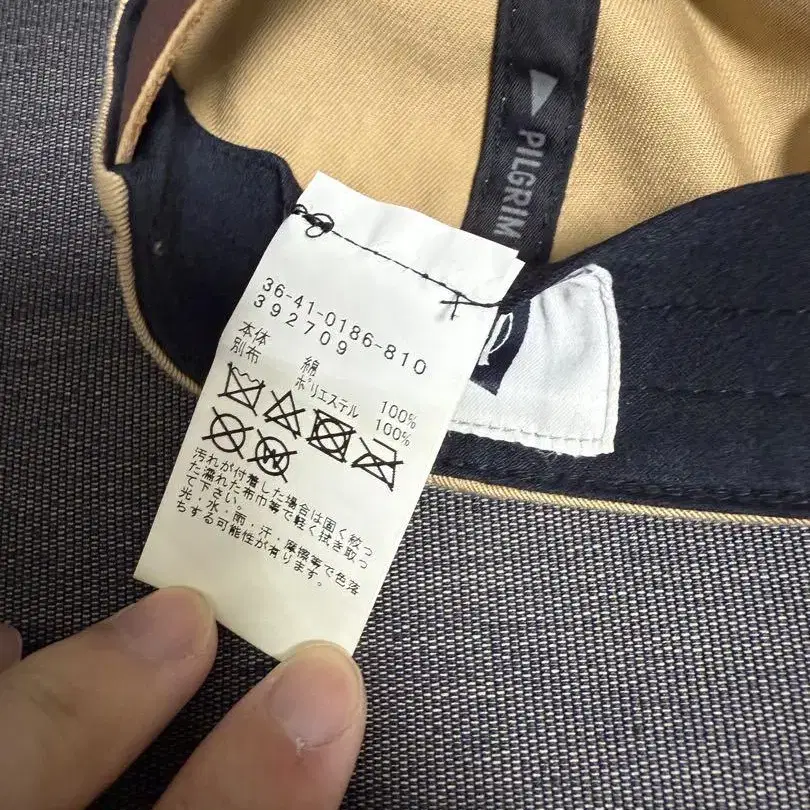 PILGRIM
36-41-0186-810
392709
本体 綿 100%
別布 ポリエステル 100%
汚れが付着した場合は固く絞っ
た濡れた布巾等で軽く拭き取っ
て下さい。
光・水・雨・汗・摩擦等で色落
ちする可能性が有ります。